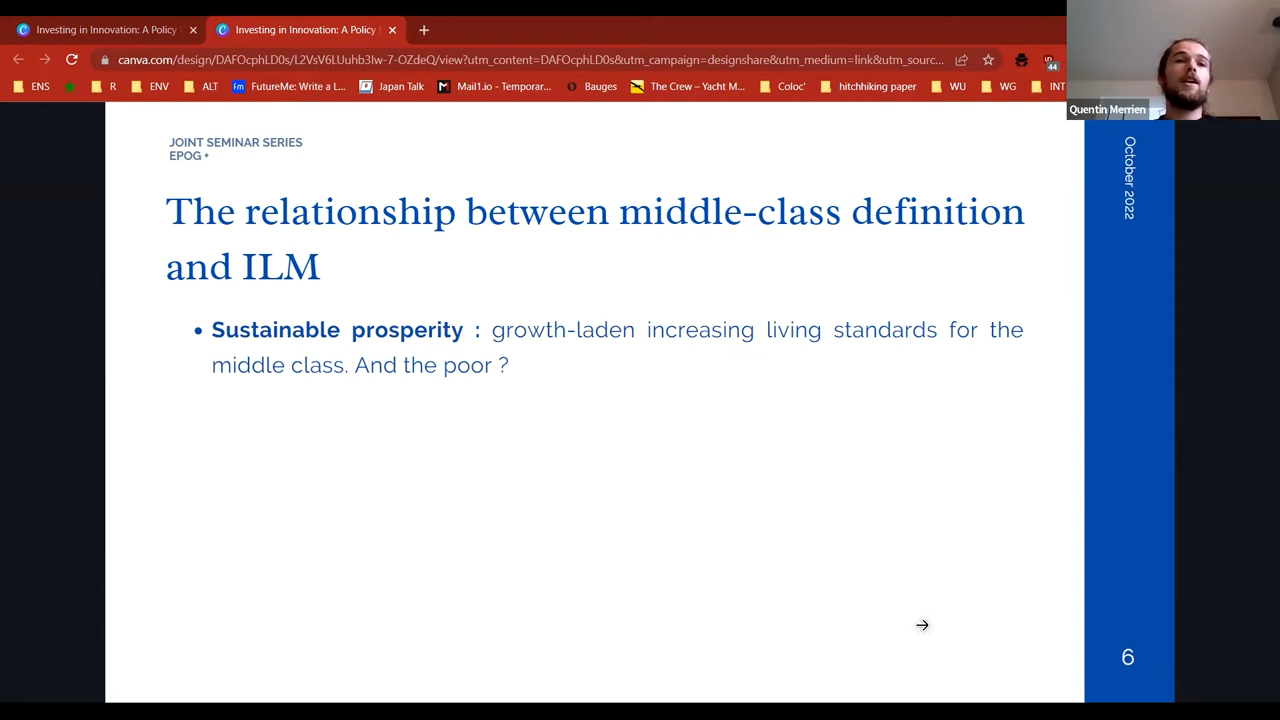 Investing in Innovation: A Policy
Investing in Innovation: A Policy
canva.com/design/DAFOcphLD0s/L2VsV6LUuhb3Iw-7-OZdeQ/view?utm_content=DAFOcphLD0s&utm_campaign=designshare&utm_medium=link&utm_sourc...
44
ENS R ENV ALT Fm FutureMe: Write a L... Japan Talk M Mail1.io - Temporar... Bauges The Crew – Yacht M... Coloc' hitchhiking paper WU WG INT
Quentin Merrien
JOINT SEMINAR SERIES
EPOG +
October 2022
The relationship between middle-class definition
and ILM
• Sustainable prosperity : growth-laden increasing living standards for the
middle class. And the poor ?
6